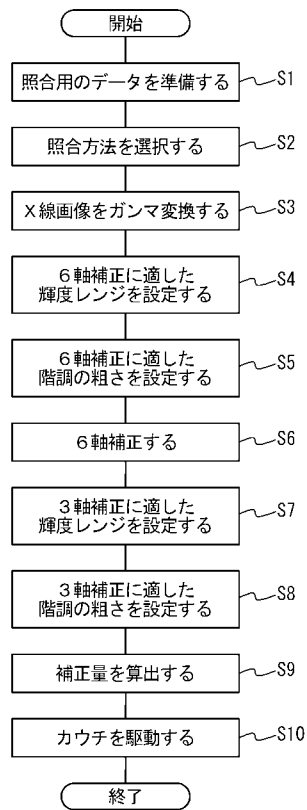 開始
照合用のデータを準備する
S1
照合方法を選択する
S2
X線画像をガンマ変換する
S3
6軸補正に適した
輝度レンジを設定する
S4
6軸補正に適した
階調の粗さを設定する
S5
6軸補正する
S6
3軸補正に適した
輝度レンジを設定する
S7
3軸補正に適した
階調の粗さを設定する
S8
補正量を算出する
S9
カウチを駆動する
S10
終了